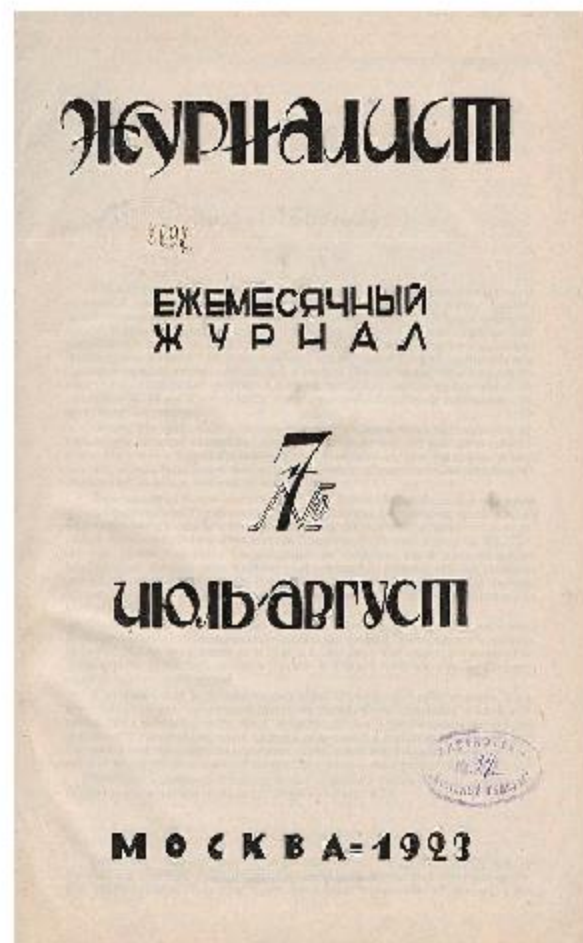 журналист
ЕЖЕМЕСЯЧНЫЙ
ЖУРНАЛ
№ 7
июль-август
МОСКВА=1923